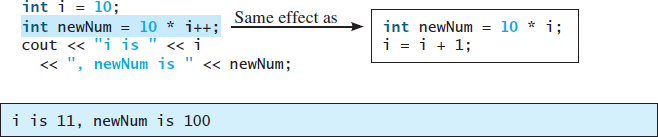 int i = 10;
int newNum = 10 * i++;
cout << "i is " << i
<< ", newNum is " << newNum;
Same effect as
int newNum = 10 * i;
i = i + 1;
i is 11, newNum is 100